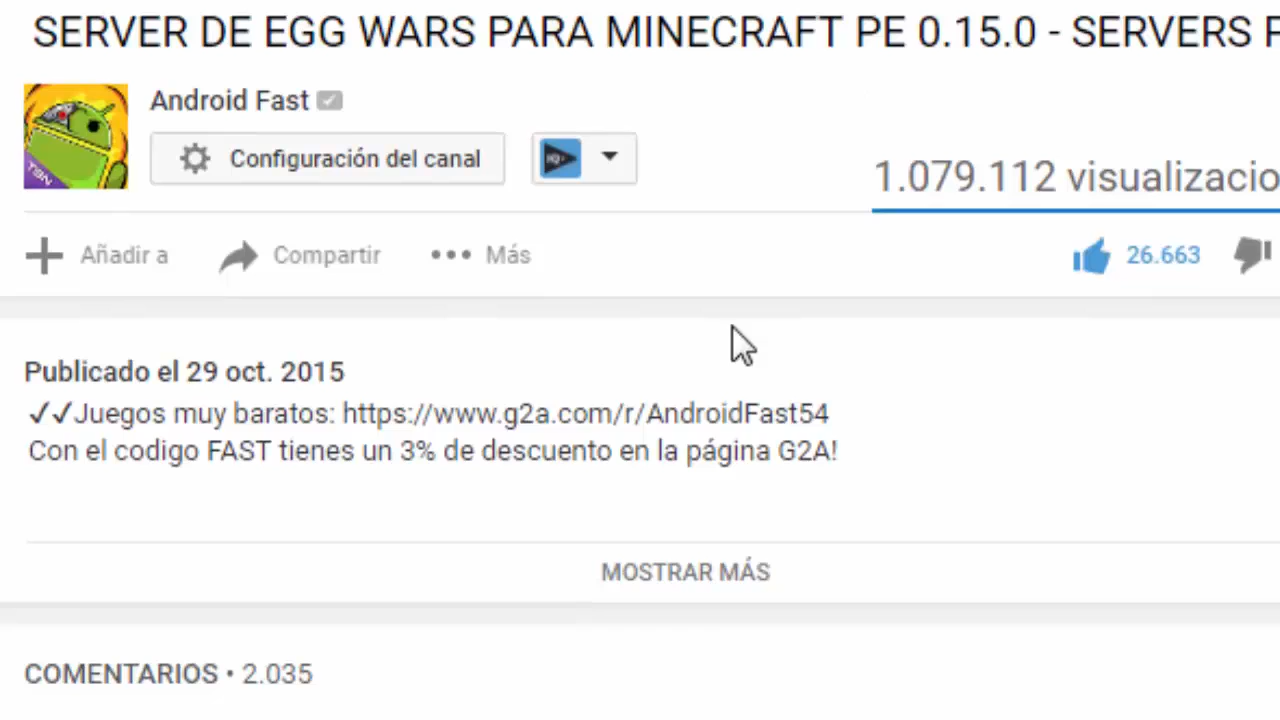 SERVER DE EGG WARS PARA MINECRAFT PE 0.15.0 - SERVERS
Android Fast
TGN
Configuración del canal
HQ+
1.079.112 visualizacio
Añadir a
Compartir
Más
26.663
Publicado el 29 oct. 2015
✓✓Juegos muy baratos: https://www.g2a.com/r/AndroidFast54
Con el codigo FAST tienes un 3% de descuento en la página G2A!
MOSTRAR MÁS
COMENTARIOS • 2.035